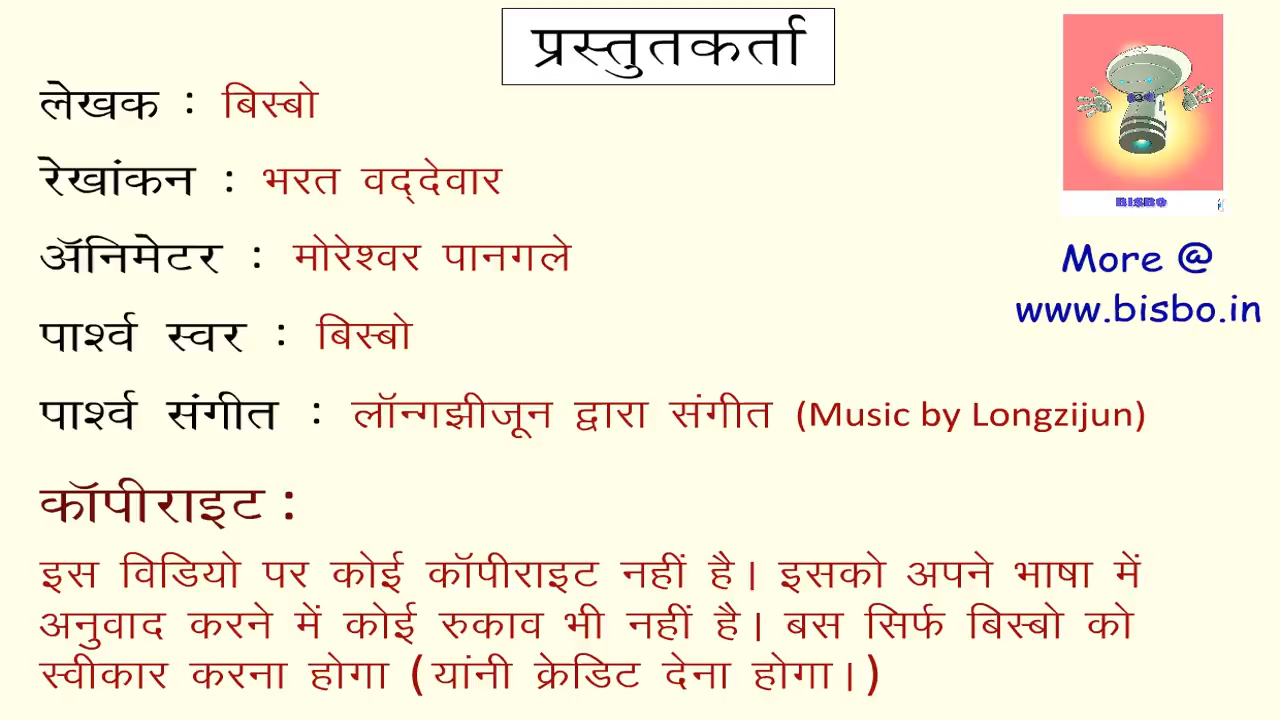 प्रस्तुतकर्ता
लेखक : बिस्बो
रेखांकन : भरत वद्देवार
ॲनिमेटर : मोरेश्वर पानगले
पार्श्व स्वर : बिस्बो
पार्श्व संगीत : लॉन्गझीजून द्वारा संगीत (Music by Longzijun)
BISBO
More @
www.bisbo.in
कॉपीराइट :
इस विडियो पर कोई कॉपीराइट नहीं है। इसको अपने भाषा में
अनुवाद करने में कोई रुकाव भी नहीं है। बस सिर्फ बिस्बो को
स्वीकार करना होगा (यांनी क्रेडिट देना होगा।)